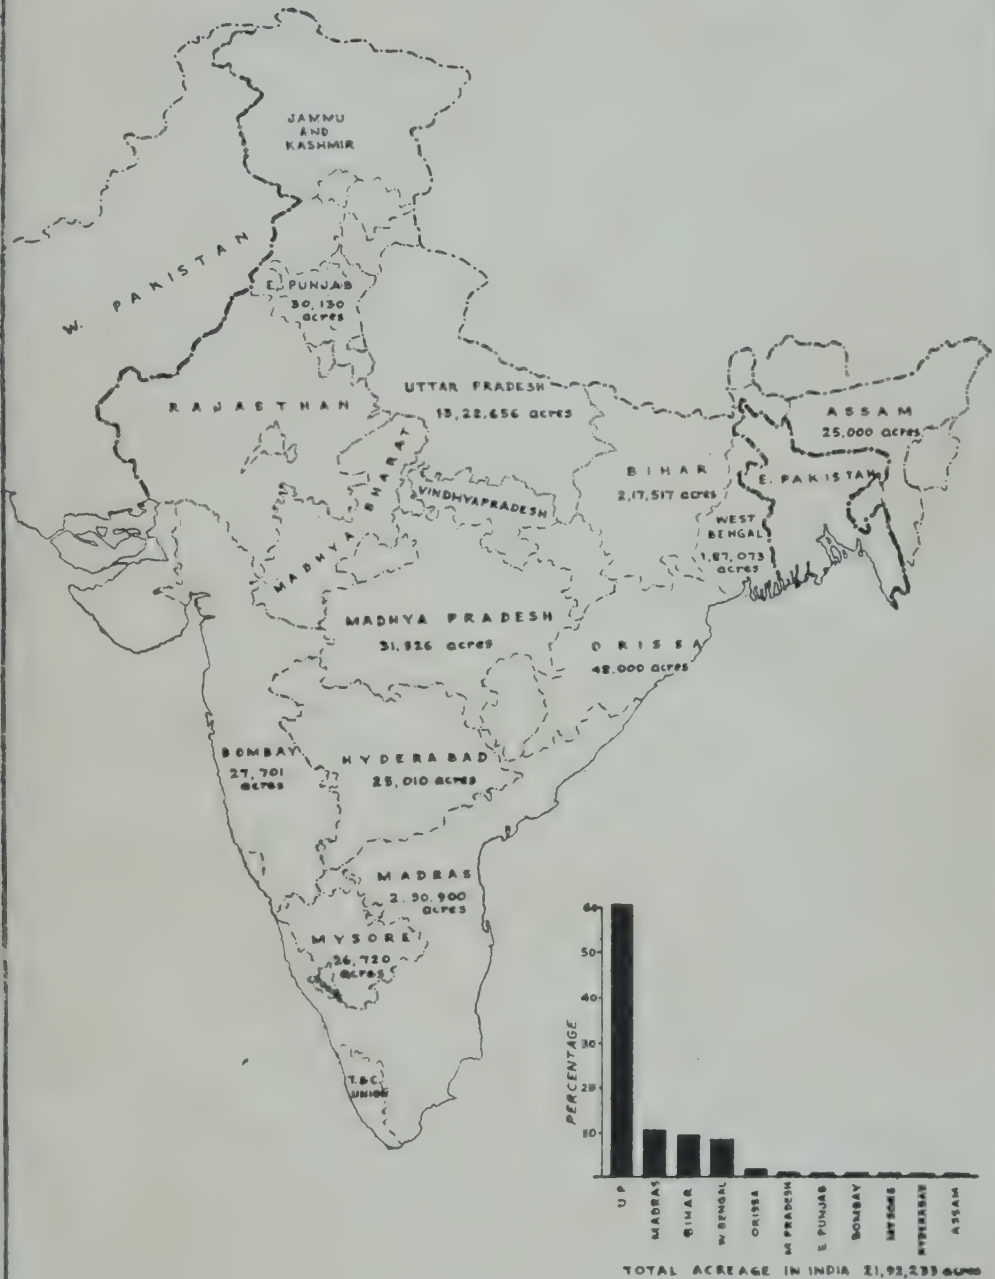 JAMMU
AND
KASHMIR
W. PAKISTAN
E. PUNJAB
30,130
acres
RAJASTHAN
UTTAR PRADESH
13,22,656 acres
ASSAM
25,000 acres
MADHYA BHARAT
VINDHYAPRADESH
BIHAR
2,17,517 acres
E. PAKISTAN
WEST
BENGAL
1,87,073
acres
MADHYA PRADESH
31,526 acres
ORISSA
48,000 acres
BOMBAY
27,701
acres
HYDERABAD
25,010 acres
MADRAS
2,50,900
acres
MYSORE
26,720
acres
T.&C.
UNION
PERCENTAGE
60
50
40
30
20
10
U P
MADRAS
BIHAR
W BENGAL
ORISSA
M PRADESH
E PUNJAB
BOMBAY
MYSORE
HYDERABAD
ASSAM
TOTAL ACREAGE IN INDIA 21,92,233 acres